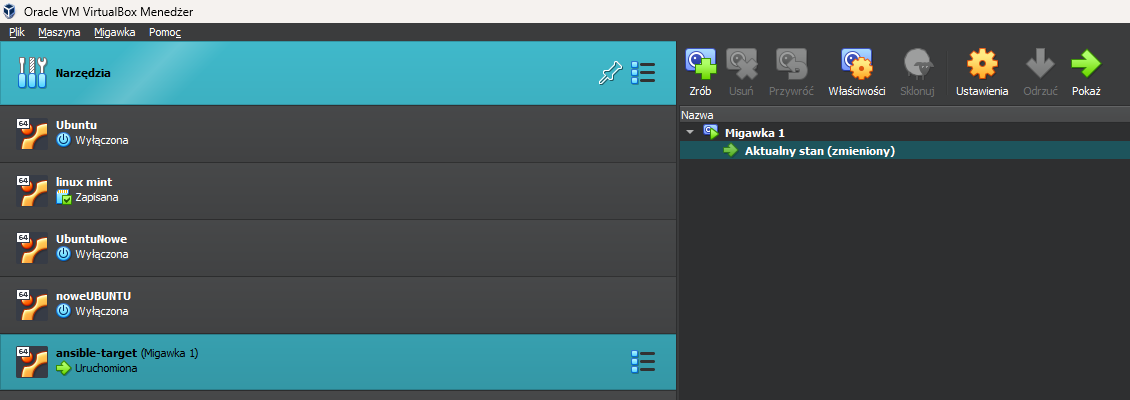 Oracle VM VirtualBox Menedżer
Plik Maszyna Migawka Pomoc
Narzędzia
64 Ubuntu
Wyłączona
64 linux mint
Zapisana
64 UbuntuNowe
Wyłączona
64 noweUBUNTU
Wyłączona
64 ansible-target (Migawka 1)
Uruchomiona
Zrób Usuń Przywróć Właściwości Sklonuj Ustawienia Odrzuć Pokaż
Nazwa
Migawka 1
Aktualny stan (zmieniony)